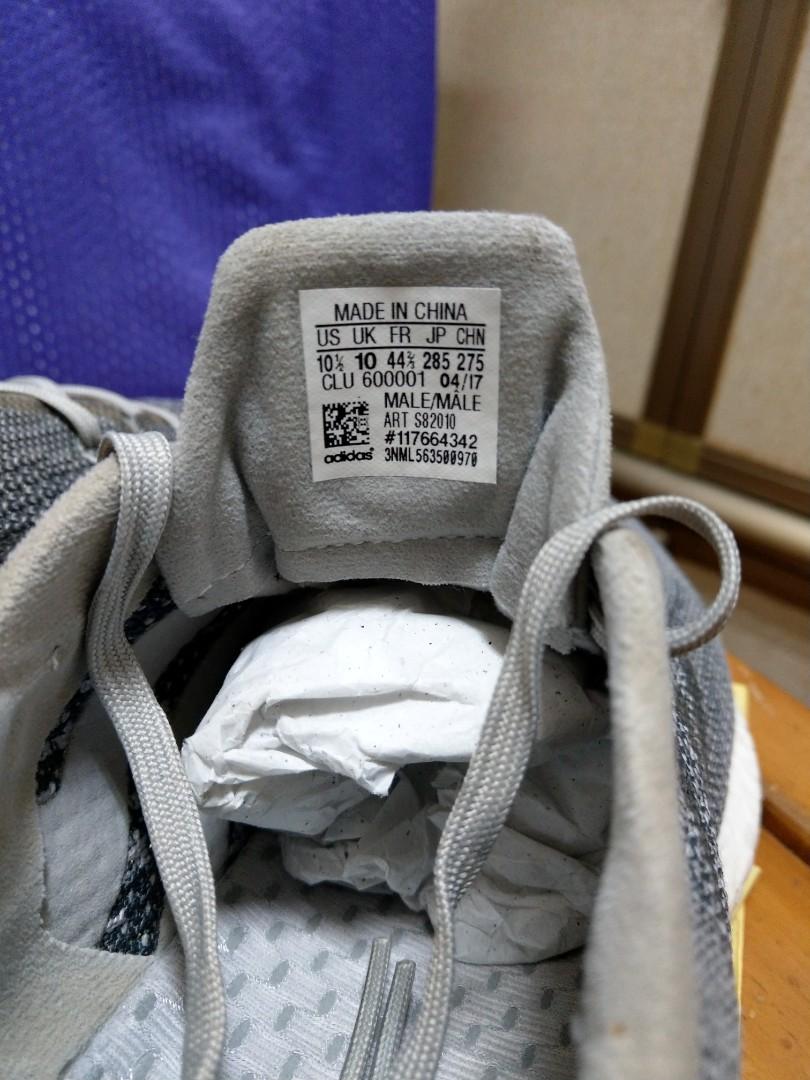 MADE IN CHINA
US UK FR JP CHN
10½ 10 44⅔ 285 275
CLU 600001 04/17
MALE/MÂLE
ART S82010
#117664342
adidas® 3NML563500970